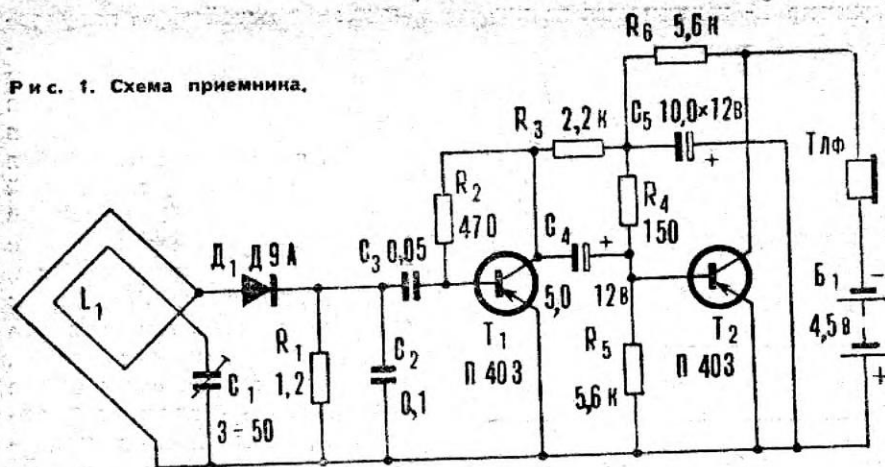 Рис. 1. Схема приемника.
R₆ 5,6 к
R₃ 2,2 к
C₅ 10,0×12в
Тлф
R₂
470
R₄
150
C₄
5,0
12в
C₃ 0,05
Д₁ Д9А
L₁
C₁
3-50
R₁
1,2
C₂
0,1
T₁
П 403
R₅
5,6 к
T₂
П 403
Б₁
4,5 в
+
+
−
+